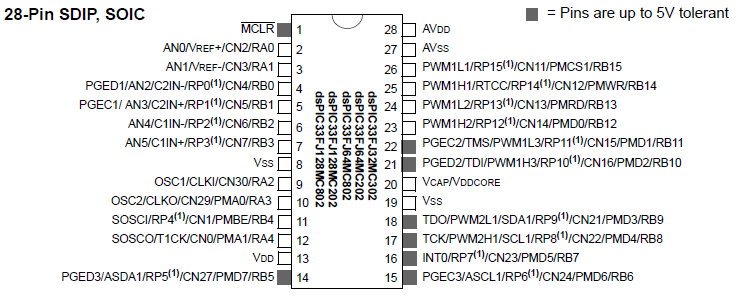 28-Pin SDIP, SOIC
= Pins are up to 5V tolerant
MCLR 1 28 AVDD
AN0/VREF+/CN2/RA0 2 27 AVSS
AN1/VREF-/CN3/RA1 3 26 PWM1L1/RP15(1)/CN11/PMCS1/RB15
PGED1/AN2/C2IN-/RP0(1)/CN4/RB0 4 25 PWM1H1/RTCC/RP14(1)/CN12/PMWR/RB14
PGEC1/ AN3/C2IN+/RP1(1)/CN5/RB1 5 24 PWM1L2/RP13(1)/CN13/PMRD/RB13
AN4/C1IN-/RP2(1)/CN6/RB2 6 23 PWM1H2/RP12(1)/CN14/PMD0/RB12
AN5/C1IN+/RP3(1)/CN7/RB3 7 22 PGEC2/TMS/PWM1L3/RP11(1)/CN15/PMD1/RB11
VSS 8 21 PGED2/TDI/PWM1H3/RP10(1)/CN16/PMD2/RB10
OSC1/CLKI/CN30/RA2 9 20 VCAP/VDDCORE
OSC2/CLKO/CN29/PMA0/RA3 10 19 VSS
SOSCI/RP4(1)/CN1/PMBE/RB4 11 18 TDO/PWM2L1/SDA1/RP9(1)/CN21/PMD3/RB9
SOSCO/T1CK/CN0/PMA1/RA4 12 17 TCK/PWM2H1/SCL1/RP8(1)/CN22/PMD4/RB8
VDD 13 16 INT0/RP7(1)/CN23/PMD5/RB7
PGED3/ASDA1/RP5(1)/CN27/PMD7/RB5 14 15 PGEC3/ASCL1/RP6(1)/CN24/PMD6/RB6
dsPIC33FJ32MC302
dsPIC33FJ64MC202
dsPIC33FJ64MC802
dsPIC33FJ128MC202
dsPIC33FJ128MC802